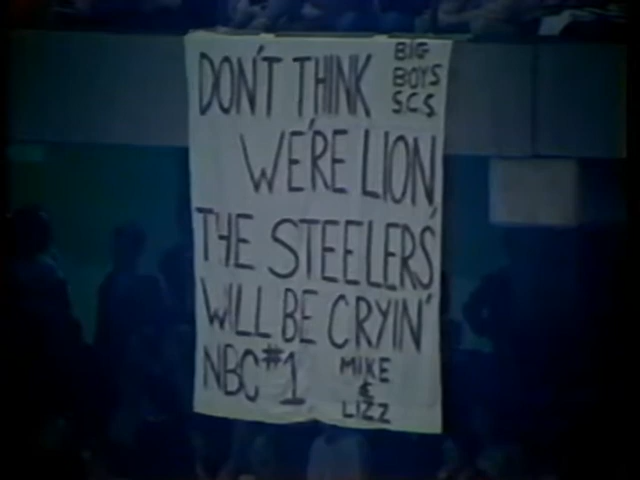 DON'T THINK
BIG
BOYS
S.C.S
WE'RE LION,
THE STEELERS
WILL BE CRYIN'
NBC #1
MIKE
&
LIZZ